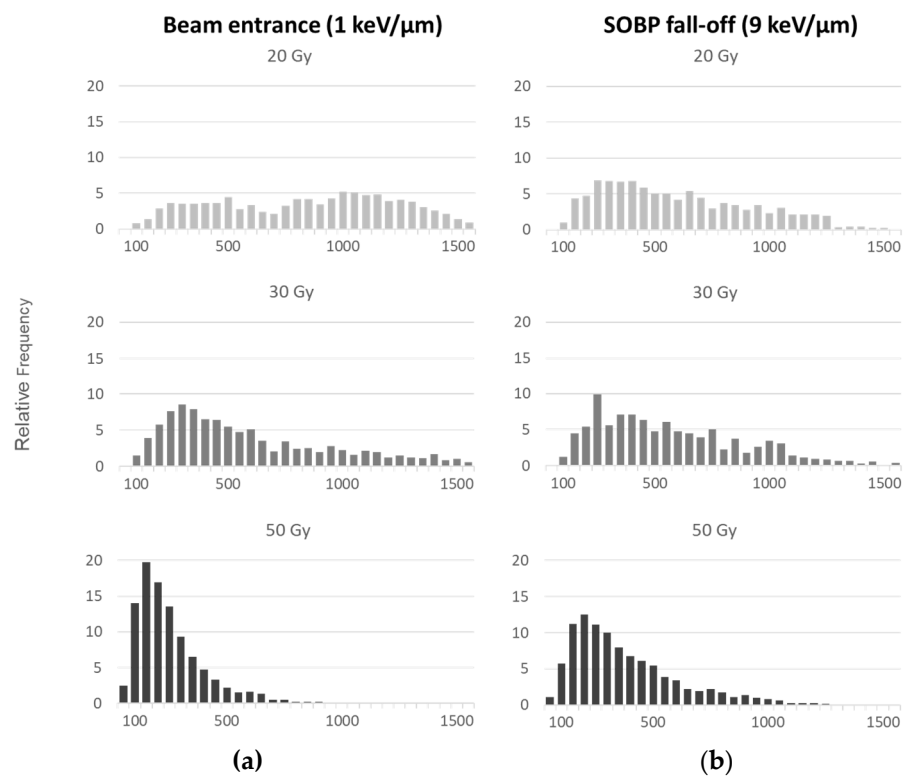 Beam entrance (1 keV/μm)
SOBP fall-off (9 keV/μm)
20 Gy
20
15
10
5
0
100 500 1000 1500
20 Gy
20
15
10
5
0
100 500 1000 1500
Relative Frequency
30 Gy
20
15
10
5
0
100 500 1000 1500
30 Gy
20
15
10
5
0
100 500 1000 1500
50 Gy
20
15
10
5
0
100 500 1000 1500
50 Gy
20
15
10
5
0
100 500 1000 1500
(a)
(b)